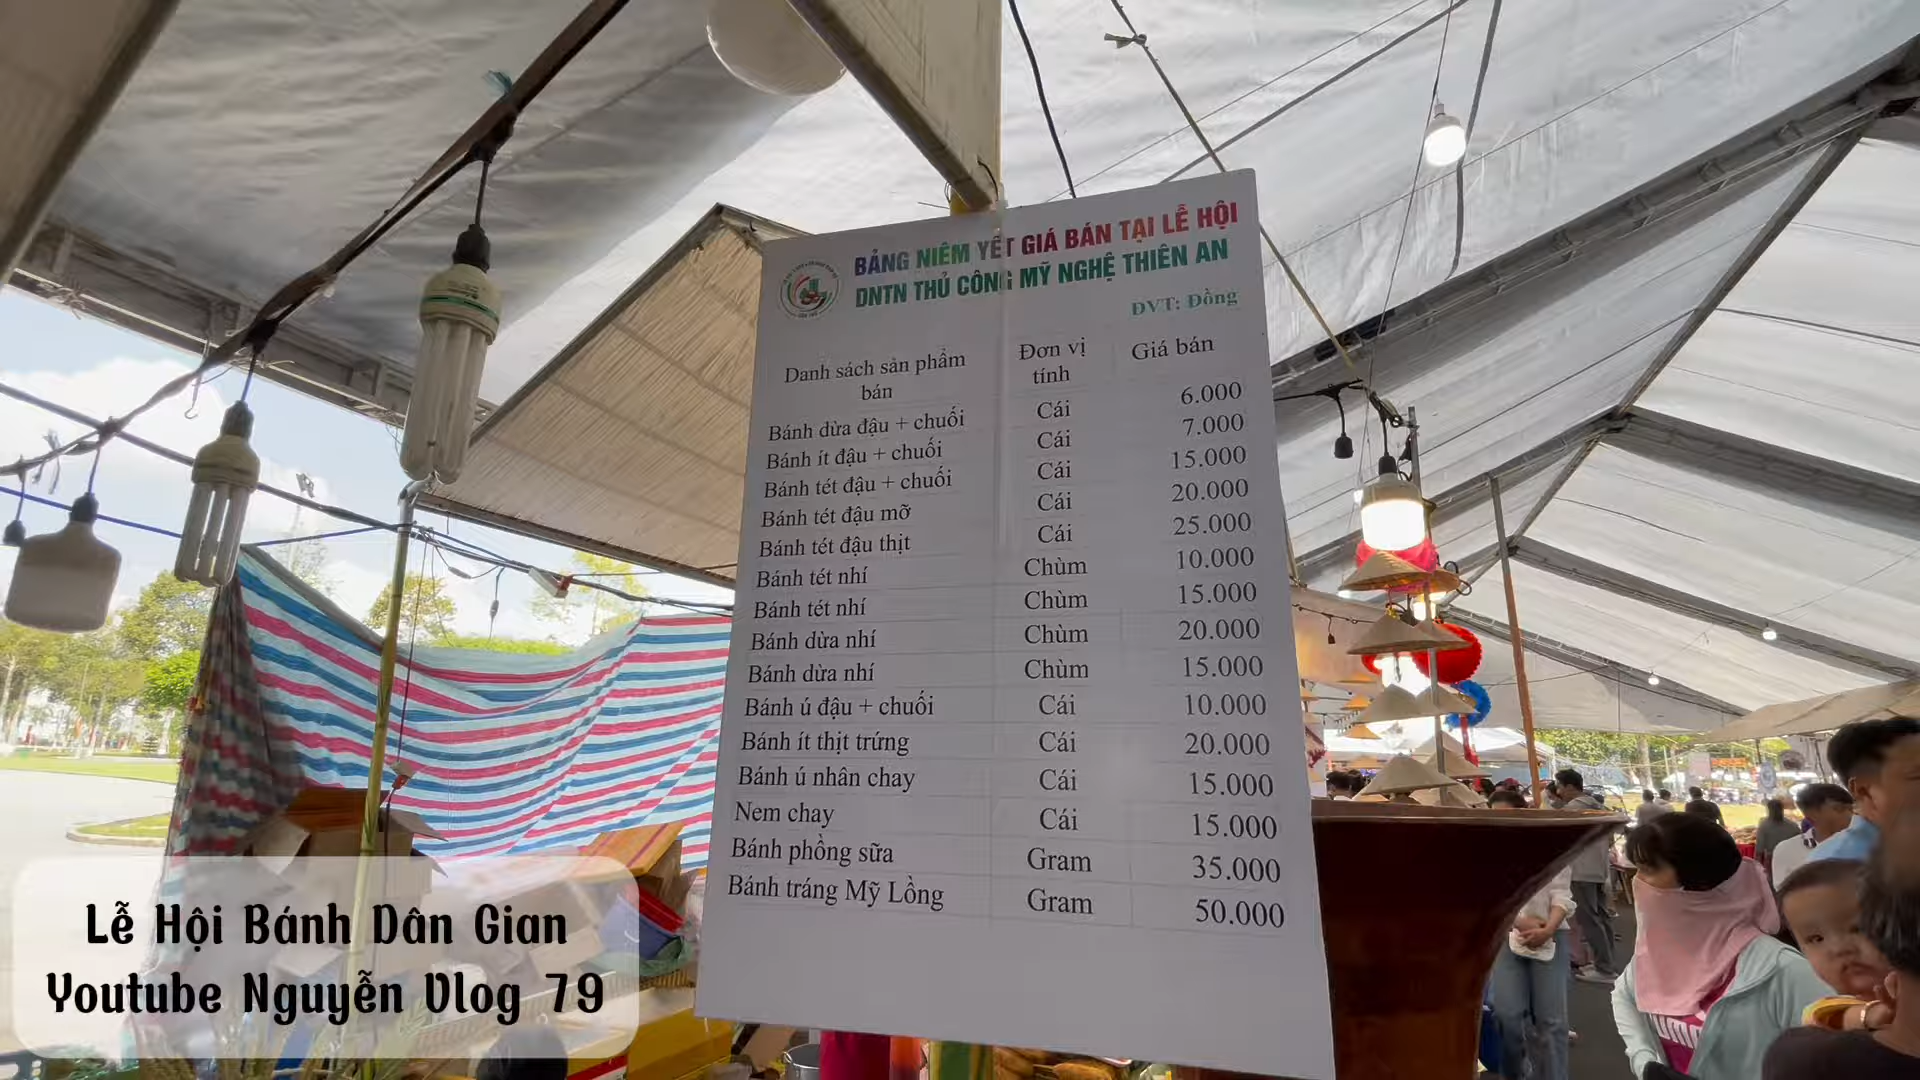 BẢNG NIÊM YẾT GIÁ BÁN TẠI LỄ HỘI
DNTN THỦ CÔNG MỸ NGHỆ THIÊN AN
ĐVT: Đồng
Danh sách sản phẩm bán Đơn vị tính Giá bán
Bánh dừa đậu + chuối Cái 6.000
Bánh ít đậu + chuối Cái 7.000
Bánh tét đậu + chuối Cái 15.000
Bánh tét đậu mỡ Cái 20.000
Bánh tét đậu thịt Cái 25.000
Bánh tét nhí Chùm 10.000
Bánh tét nhí Chùm 15.000
Bánh dừa nhí Chùm 20.000
Bánh dừa nhí Chùm 15.000
Bánh ú đậu + chuối Cái 10.000
Bánh ít thịt trứng Cái 20.000
Bánh ú nhân chay Cái 15.000
Nem chay Cái 15.000
Bánh phồng sữa Gram 35.000
Bánh tráng Mỹ Lồng Gram 50.000
Lễ Hội Bánh Dân Gian
Youtube Nguyễn Vlog 79